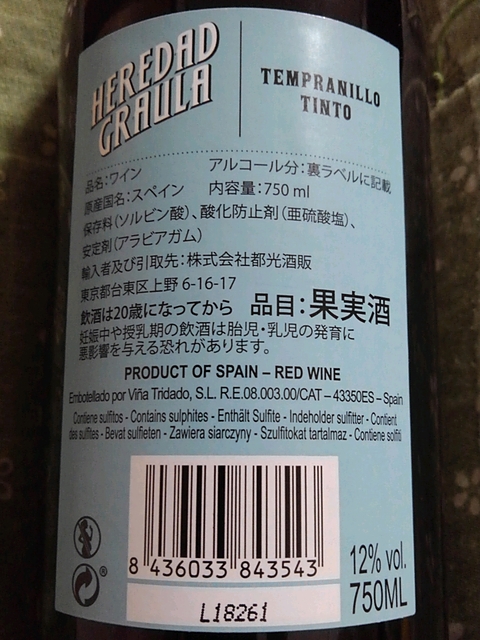 HEREDAD
GRAULA
TEMPRANILLO
TINTO
品名:ワイン アルコール分:裏ラベルに記載
原産国名:スペイン 内容量:750 ml
保存料(ソルビン酸)、酸化防止剤(亜硫酸塩)、
安定剤(アラビアガム)
輸入者及び引取先:株式会社都光酒販
東京都台東区上野 6-16-17
飲酒は20歳になってから 品目:果実酒
妊娠中や授乳期の飲酒は胎児・乳児の発育に
悪影響を与える恐れがあります。
PRODUCT OF SPAIN – RED WINE
Embotellado por Viña Tridado, S.L. R.E.08.003.00/CAT – 43350ES – Spain
Contiene sulfitos - Contains sulphites - Enthält Sulfite - Indeholder sulfitter - Contient
des sulfites - Bevat sulfieten - Zawiera siarczyny - Szulfitokat tartalmaz - Contiene solfiti
8 436033 843543
12% vol.
750ML
L18261